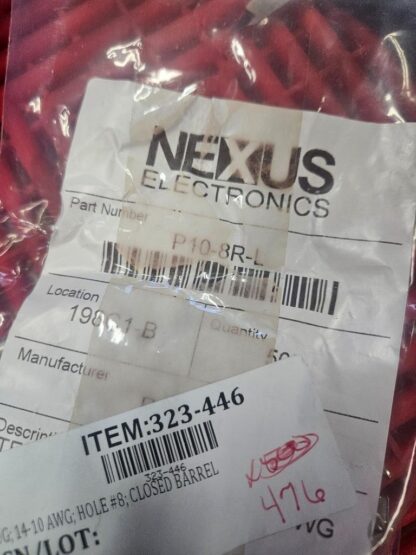 NEXUS
ELECTRONICS
Part Number
P10-8R-L
Location
Quantity
Manufacturer
ITEM:323-446
323-446
14-10 AWG; HOLE #8; CLOSED BARREL
476
WG